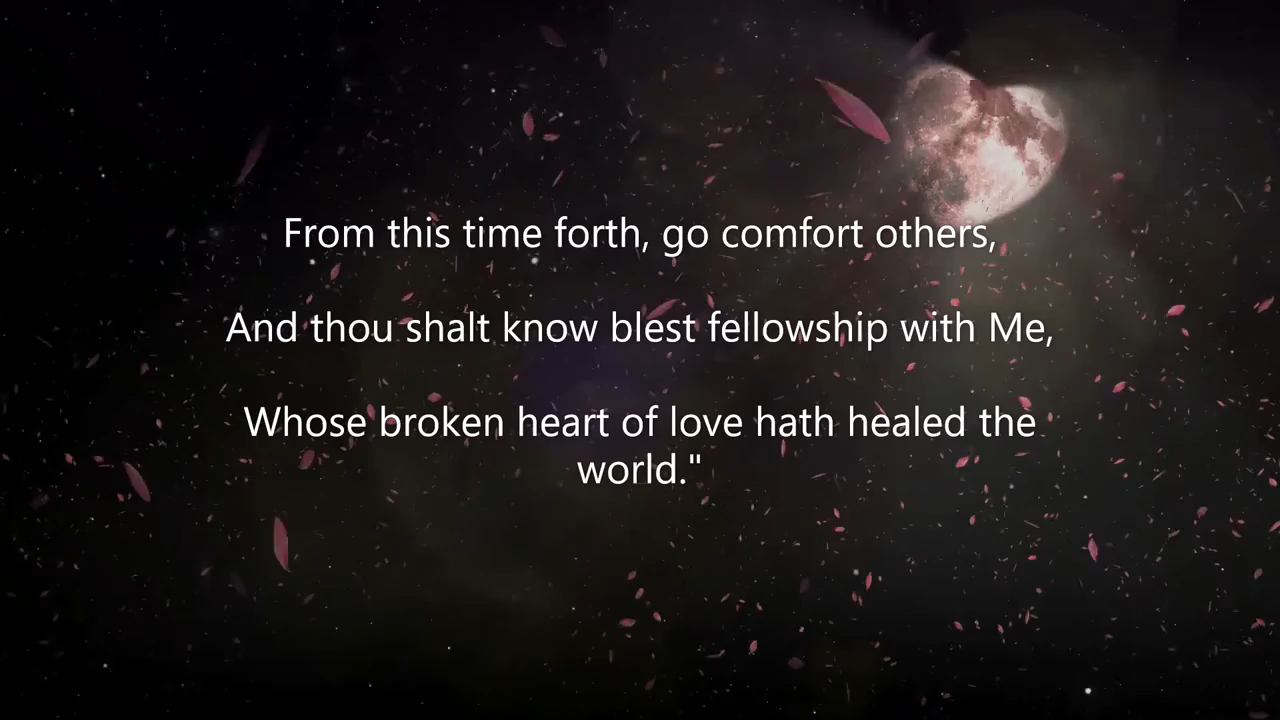 From this time forth, go comfort others,
And thou shalt know blest fellowship with Me,
Whose broken heart of love hath healed the
world."